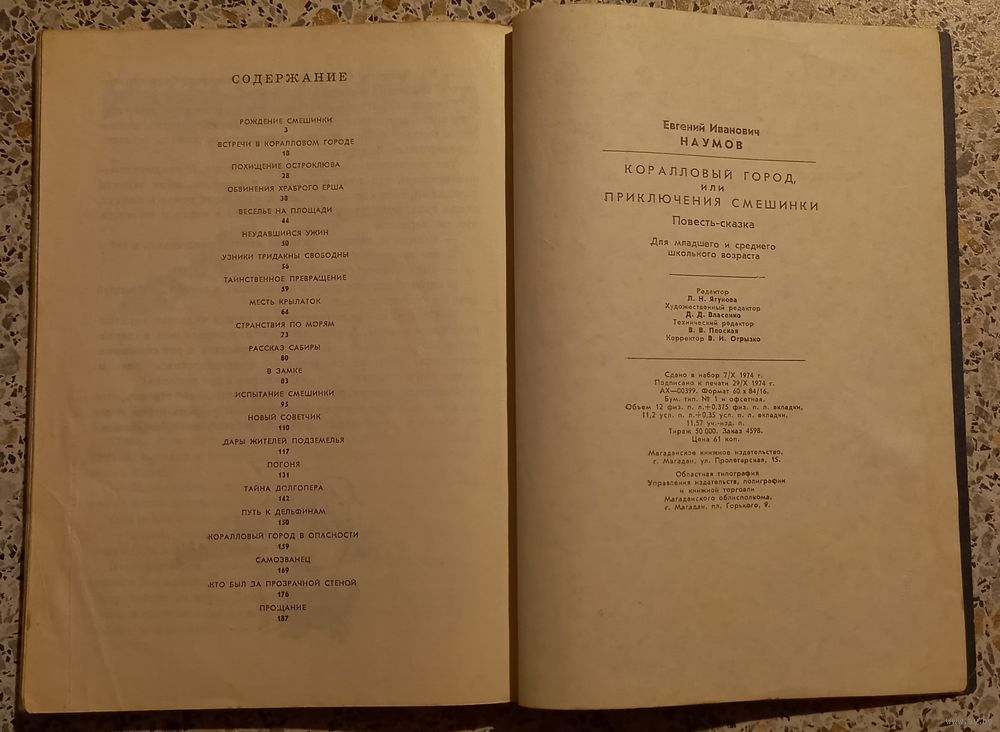 СОДЕРЖАНИЕ
РОЖДЕНИЕ СМЕШИНКИ
3
ВСТРЕЧИ В КОРАЛЛОВОМ ГОРОДЕ
18
ПОХИЩЕНИЕ ОСТРОКЛЮВА
28
ОБВИНЕНИЯ ХРАБРОГО ЕРША
38
ВЕСЕЛЬЕ НА ПЛОЩАДИ
44
НЕУДАВШИЙСЯ УЖИН
50
УЗНИКИ ТРИДАКНЫ СВОБОДНЫ
56
ТАИНСТВЕННОЕ ПРЕВРАЩЕНИЕ
59
МЕСТЬ КРЫЛАТОК
64
СТРАНСТВИЯ ПО МОРЯМ
73
РАССКАЗ САБИРЫ
80
В ЗАМКЕ
83
ИСПЫТАНИЕ СМЕШИНКИ
95
НОВЫЙ СОВЕТЧИК
110
ДАРЫ ЖИТЕЛЕЙ ПОДЗЕМЕЛЬЯ
117
ПОГОНЯ
131
ТАЙНА ДОЛГОПЕРА
142
ПУТЬ К ДЕЛЬФИНАМ
150
КОРАЛЛОВЫЙ ГОРОД В ОПАСНОСТИ
159
САМОЗВАНЕЦ
169
КТО БЫЛ ЗА ПРОЗРАЧНОЙ СТЕНОЙ
176
ПРОЩАНИЕ
187
Евгений Иванович
НАУМОВ
КОРАЛЛОВЫЙ ГОРОД,
ИЛИ
ПРИКЛЮЧЕНИЯ СМЕШИНКИ
Повесть-сказка
Для младшего и среднего
школьного возраста
Редактор
Л. Н. Ягунова
Художественный редактор
Д. Д. Власенко
Технический редактор
В. В. Плоская
Корректор В. И. Огрызко
Сдано в набор 7/X 1974 г.
Подписано к печати 29/X 1974 г.
АХ—00399. Формат 60 х 84/16.
Бум. тип. № 1 и офсетная.
Объем 12 физ. п. л.+0,375 физ. п. л. вкладки,
11,2 усл. п. л.+0,35 усл. п. л. вкладки,
11,57 уч.-изд. л.
Тираж 50 000. Заказ 4598.
Цена 61 коп.
Магаданское книжное издательство,
г. Магадан, ул. Пролетарская, 15.
Областная типография
Управления издательств, полиграфии
и книжной торговли
Магаданского облисполкома,
г. Магадан, пл. Горького, 9.